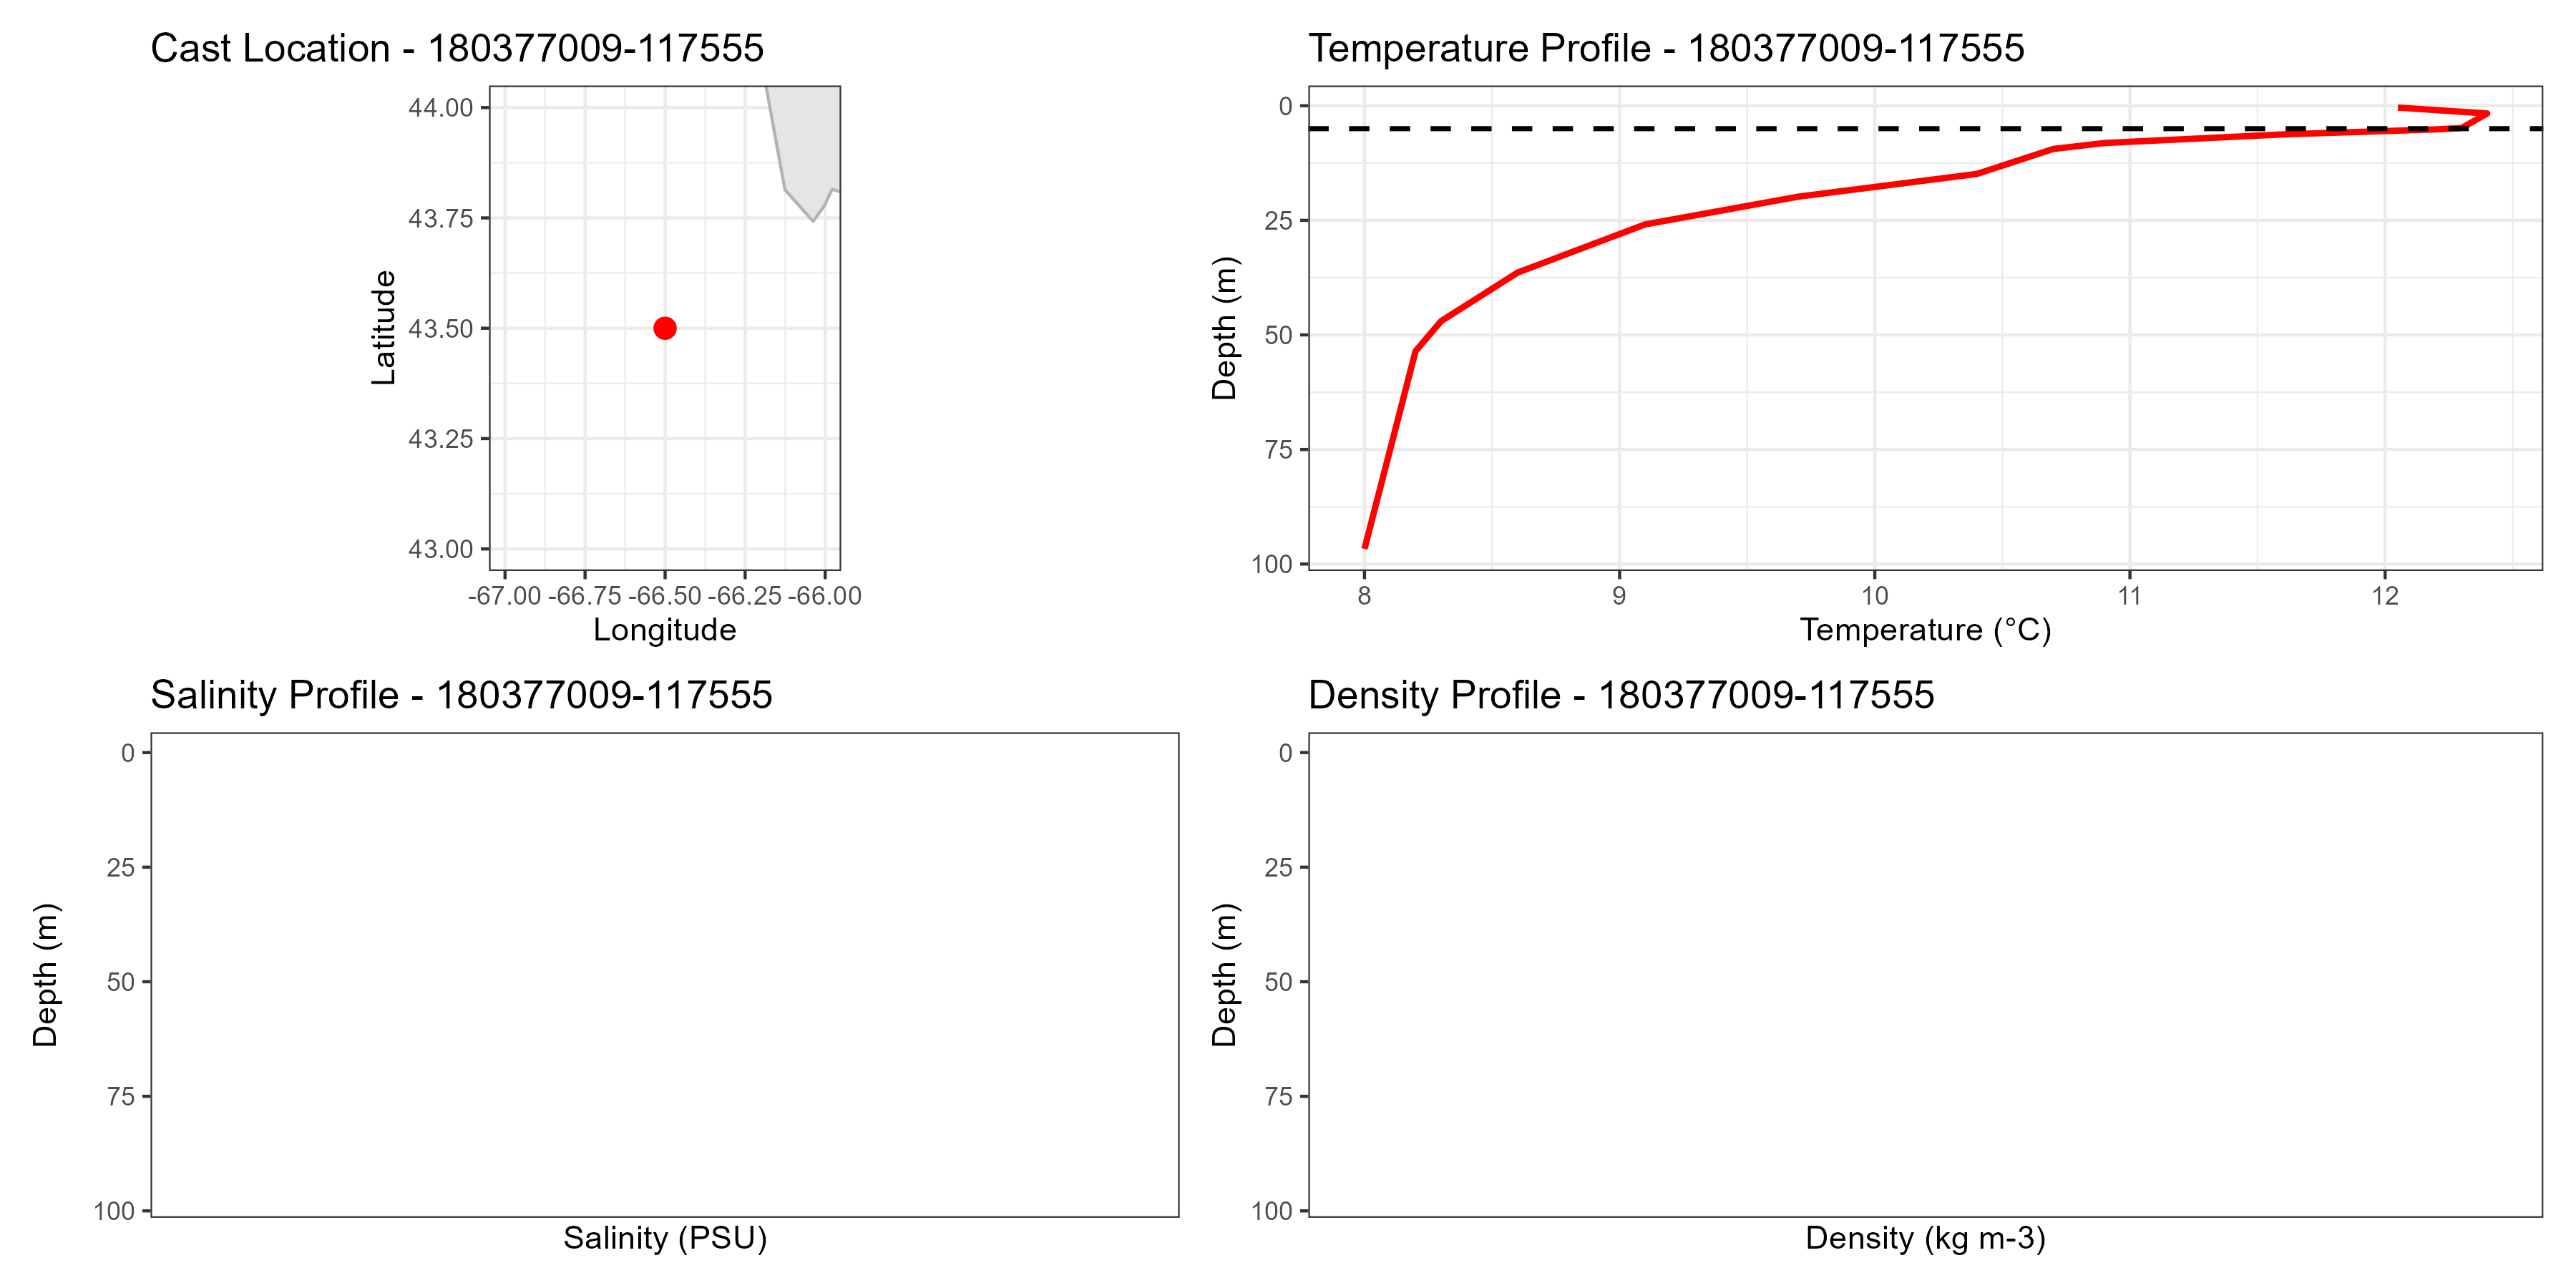 Cast Location - 180377009-117555
44.00
43.75
43.50
43.25
43.00
Latitude
-67.00 -66.75 -66.50 -66.25 -66.00
Longitude
Temperature Profile - 180377009-117555
0
25
50
75
100
Depth (m)
8 9 10 11 12
Temperature (°C)
Salinity Profile - 180377009-117555
0
25
50
75
100
Depth (m)
Salinity (PSU)
Density Profile - 180377009-117555
0
25
50
75
100
Depth (m)
Density (kg m-3)